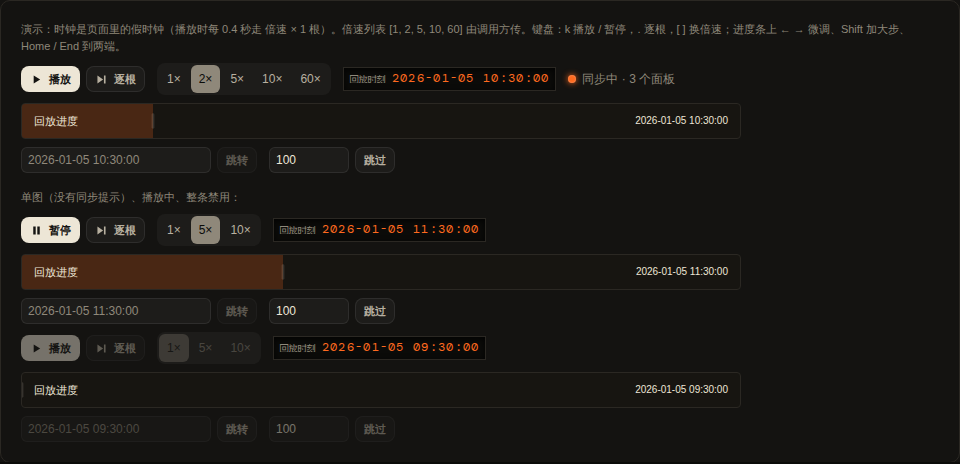 演示：时钟是页面里的假时钟（播放时每 0.4 秒走 倍速 × 1 根）。倍速列表 [1, 2, 5, 10, 60] 由调用方传。键盘：k 播放 / 暂停，. 逐根，[ ] 换倍速；进度条上 ← → 微调、Shift 加大步、
Home / End 到两端。
播放 逐根 1× 2× 5× 10× 60× 回放时刻 2026-01-05 10:30:00 同步中 · 3 个面板
回放进度 2026-01-05 10:30:00
2026-01-05 10:30:00 跳转 100 跳过
单图（没有同步提示）、播放中、整条禁用：
暂停 逐根 1× 5× 10× 回放时刻 2026-01-05 11:30:00
回放进度 2026-01-05 11:30:00
2026-01-05 11:30:00 跳转 100 跳过
播放 逐根 1× 5× 10× 回放时刻 2026-01-05 09:30:00
回放进度 2026-01-05 09:30:00
2026-01-05 09:30:00 跳转 100 跳过